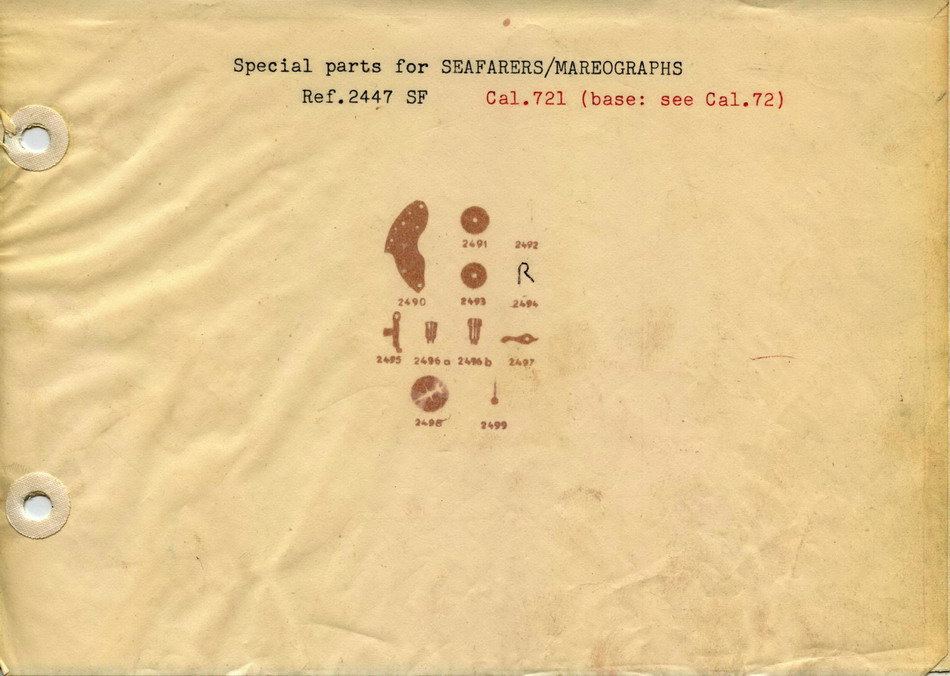 Special parts for SEAFARERS/MAREOGRAPHS
Ref.2447 SF Cal.721 (base: see Cal.72)
2491 2492
R
2490 2493 2494
2495 2496a 2496b 2497
2498 2499